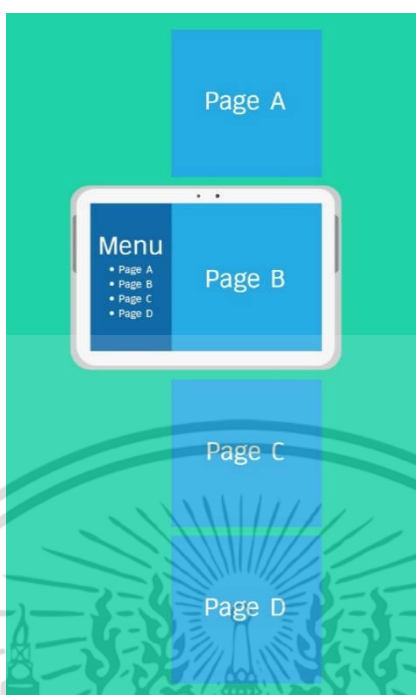 Page A
Menu
• Page A
• Page B
• Page C
• Page D
Page B
Page C
Page D